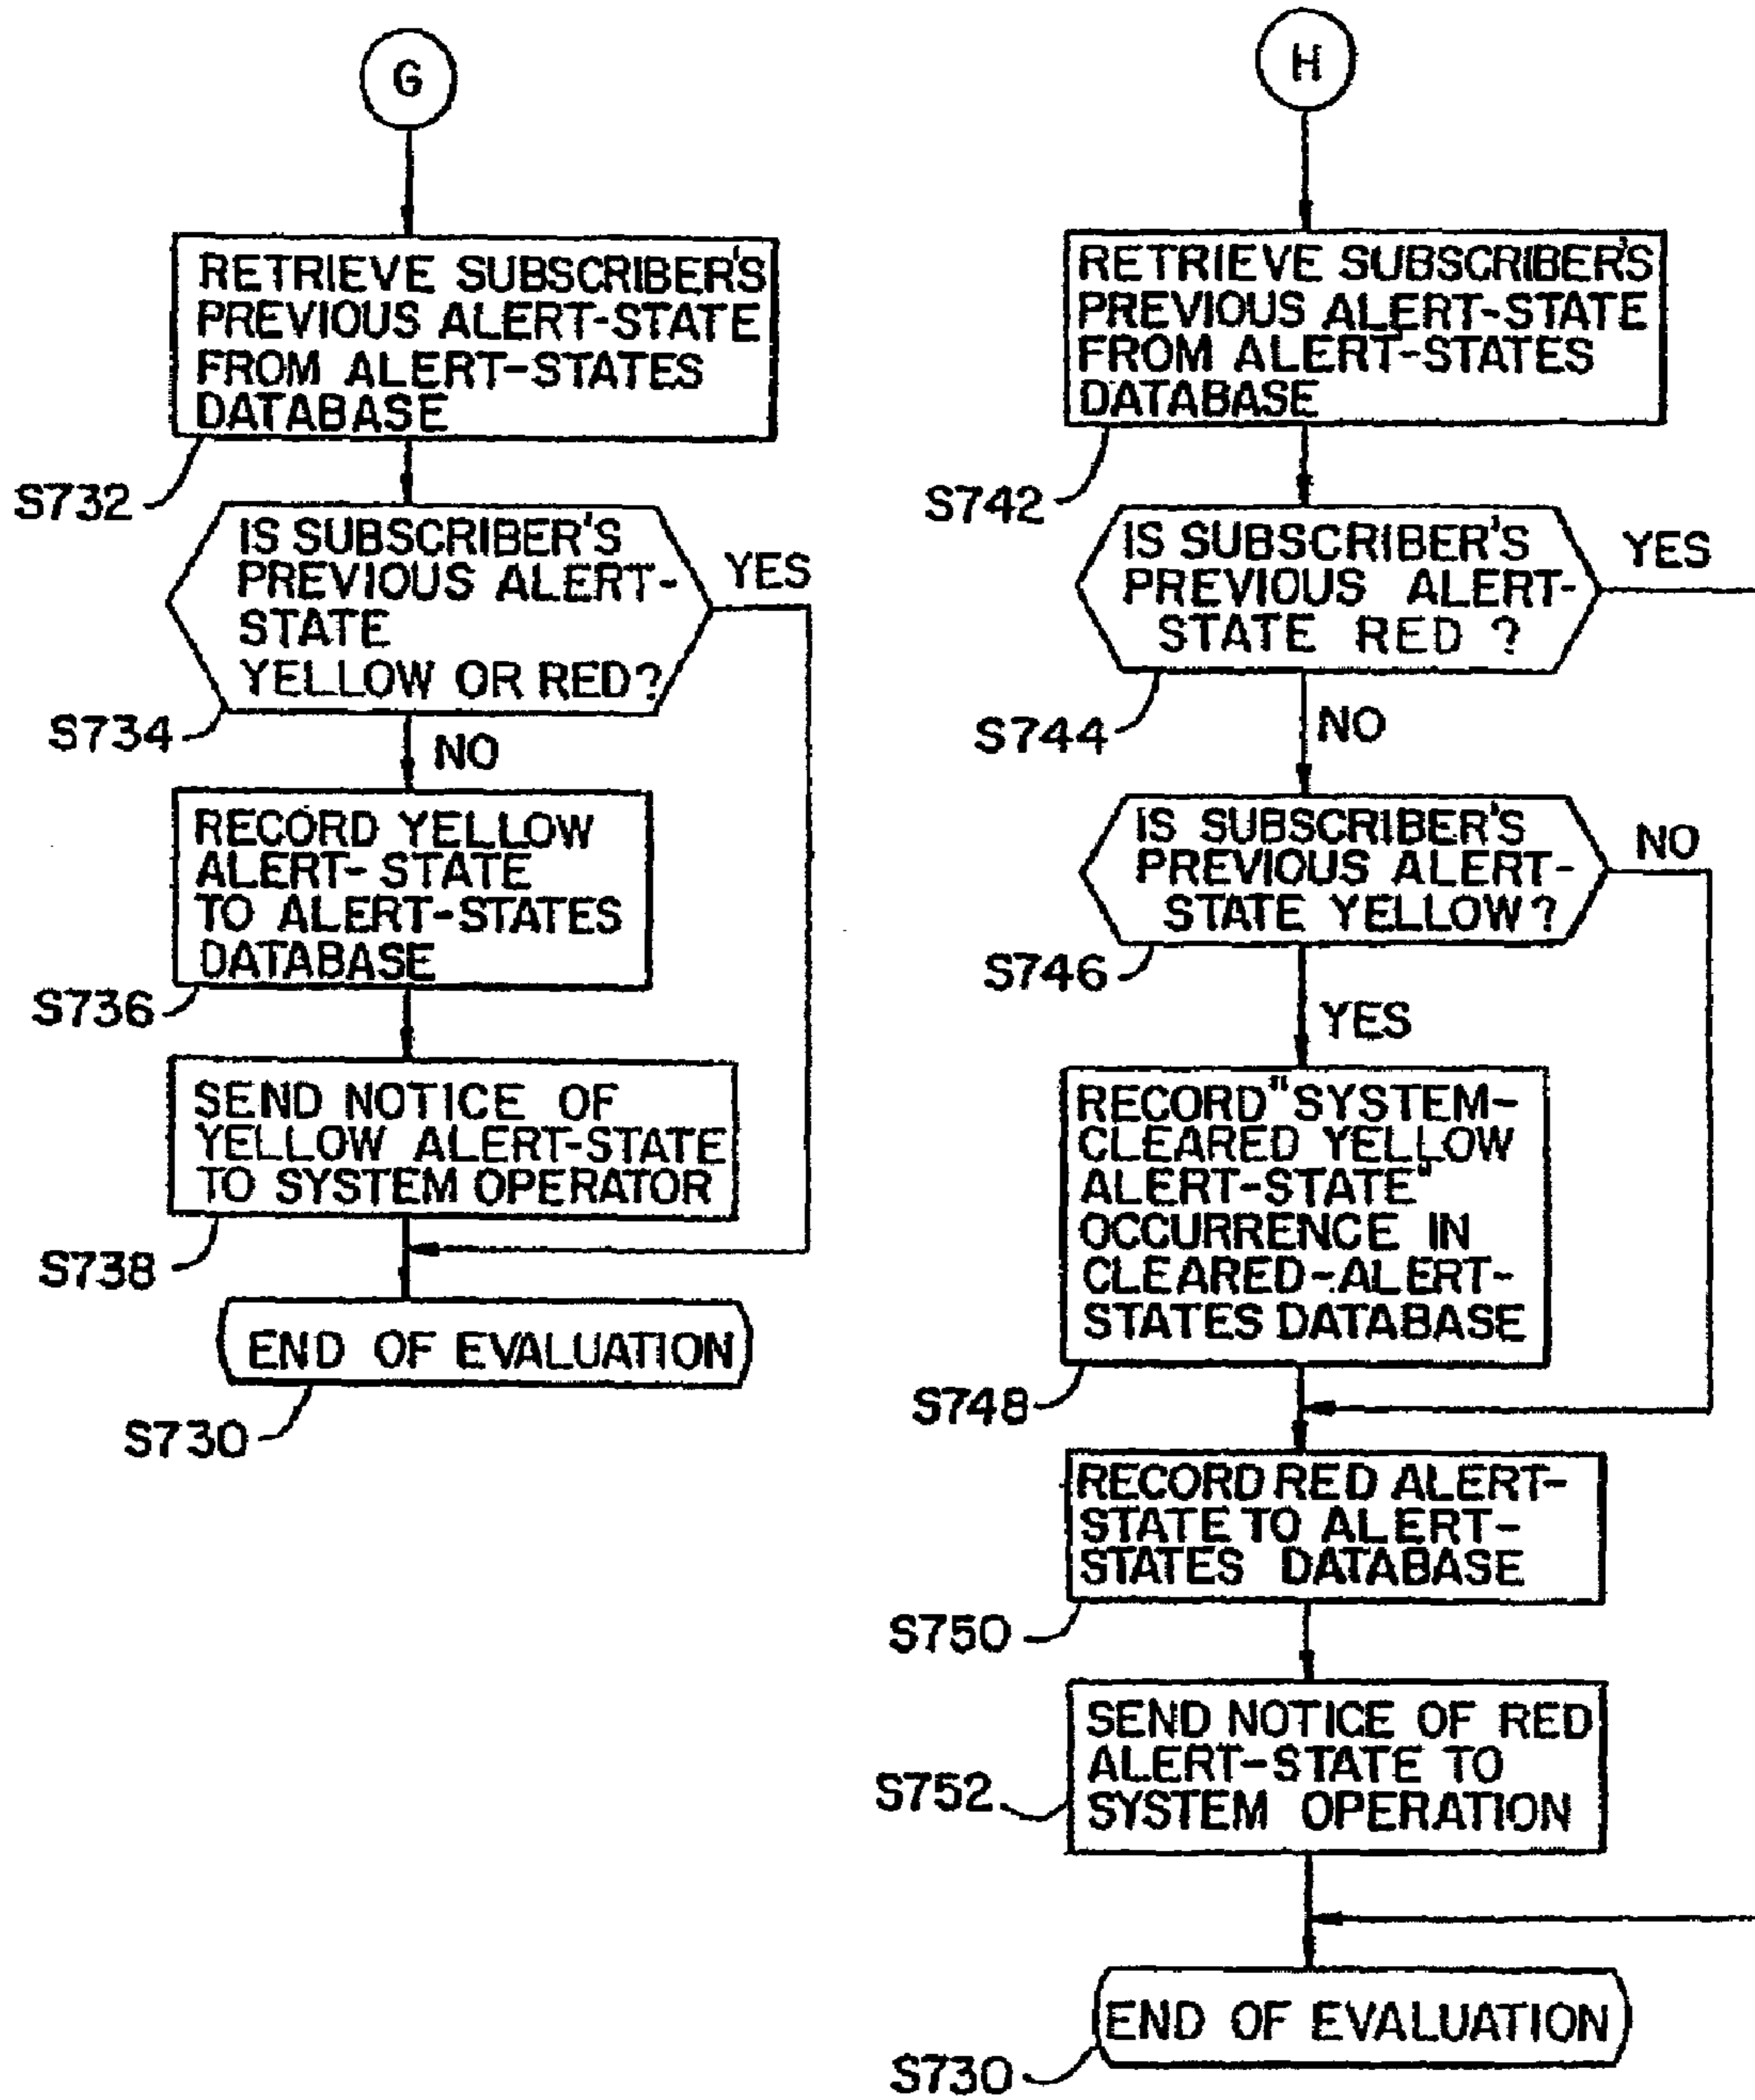 G
RETRIEVE SUBSCRIBER'S
PREVIOUS ALERT-STATE
FROM ALERT-STATES
DATABASE
S732
IS SUBSCRIBER'S
PREVIOUS ALERT-
STATE
YELLOW OR RED?
YES
S734
NO
RECORD YELLOW
ALERT-STATE
TO ALERT-STATES
DATABASE
S736
SEND NOTICE OF
YELLOW ALERT-STATE
TO SYSTEM OPERATOR
S738
END OF EVALUATION
S730
H
RETRIEVE SUBSCRIBER'S
PREVIOUS ALERT-STATE
FROM ALERT-STATES
DATABASE
S742
IS SUBSCRIBER'S
PREVIOUS ALERT-
STATE RED ?
YES
S744
NO
IS SUBSCRIBER'S
PREVIOUS ALERT-
STATE YELLOW?
NO
S746
YES
RECORD "SYSTEM-
CLEARED YELLOW
ALERT-STATE"
OCCURRENCE IN
CLEARED-ALERT-
STATES DATABASE
S748
RECORD RED ALERT-
STATE TO ALERT-
STATES DATABASE
S750
SEND NOTICE OF RED
ALERT-STATE TO
SYSTEM OPERATION
S752
END OF EVALUATION
S730